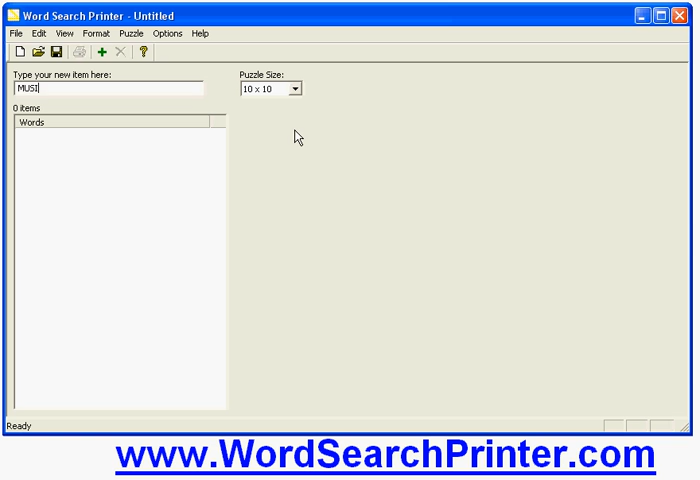 Word Search Printer - Untitled
File Edit View Format Puzzle Options Help
Type your new item here: Puzzle Size:
MUSI 10 x 10
0 items
Words
Ready
www.WordSearchPrinter.com